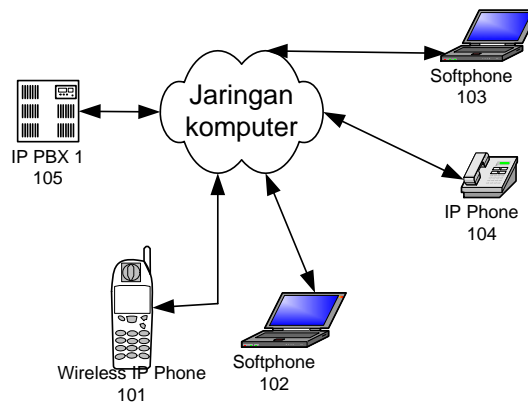 Jaringan
komputer
Softphone
103
IP PBX 1
105
IP Phone
104
Wireless IP Phone
101
Softphone
102